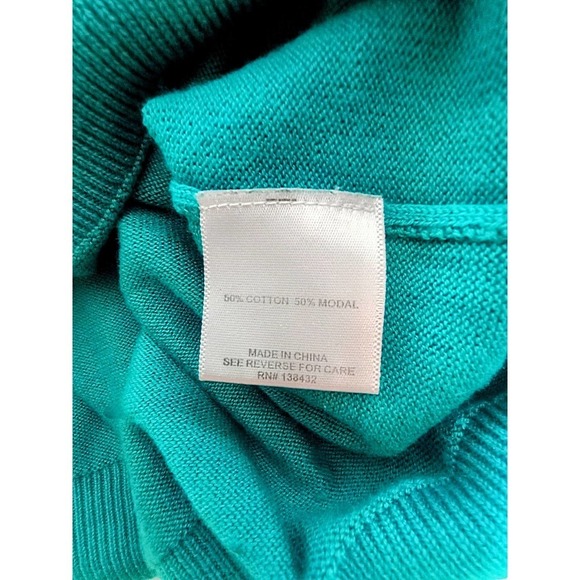 50% COTTON 50% MODAL
MADE IN CHINA
SEE REVERSE FOR CARE
RN# 138432